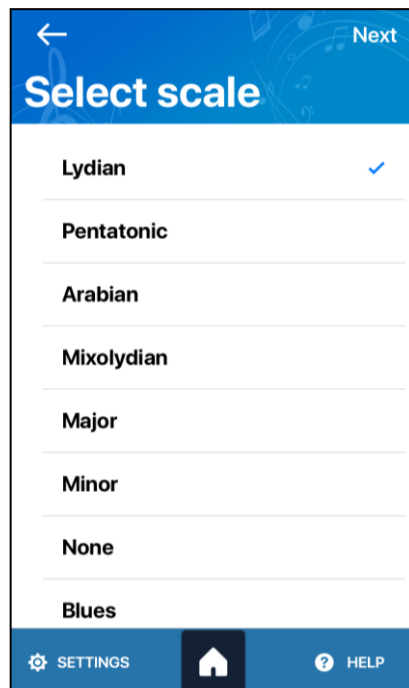 Next
Select scale
Lydian
Pentatonic
Arabian
Mixolydian
Major
Minor
None
Blues
SETTINGS
? HELP